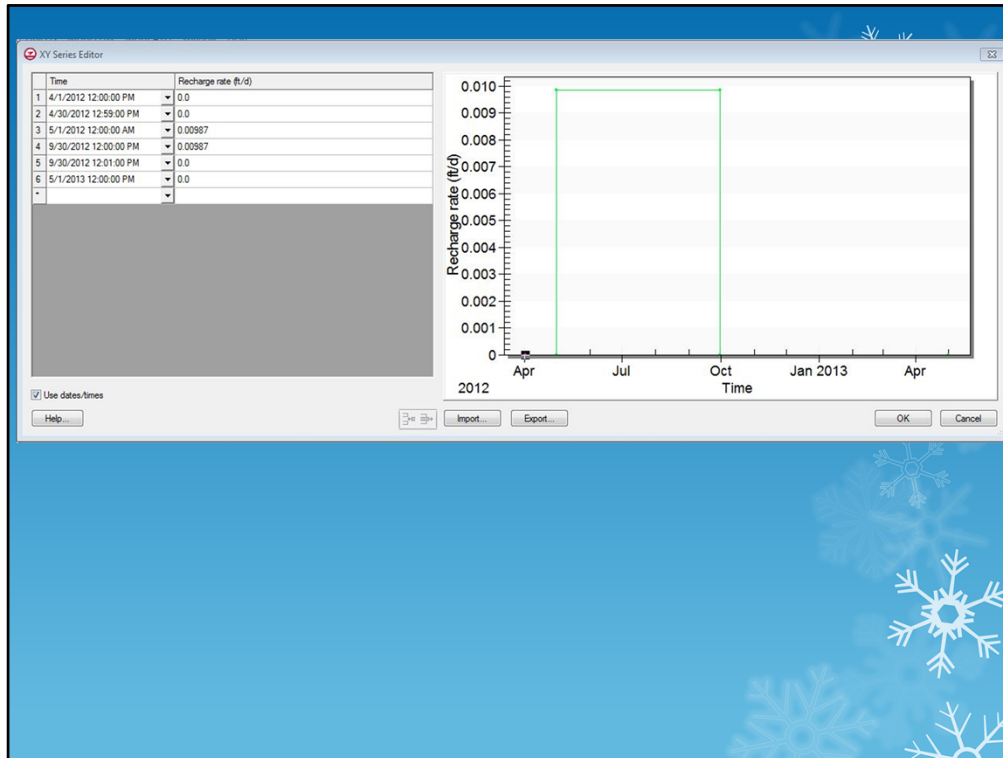 XY Series Editor
Time Recharge rate (ft/d)
1 4/1/2012 12:00:00 PM 0.0
2 4/30/2012 12:59:00 PM 0.0
3 5/1/2012 12:00:00 AM 0.00987
4 9/30/2012 12:00:00 PM 0.00987
5 9/30/2012 12:01:00 PM 0.0
6 5/1/2013 12:00:00 PM 0.0
*
Use dates/times
Help...
Recharge rate (ft/d)
0.010
0.009
0.008
0.007
0.006
0.005
0.004
0.003
0.002
0.001
0
Apr Jul Oct Jan 2013 Apr
2012 Time
Import... Export... OK Cancel